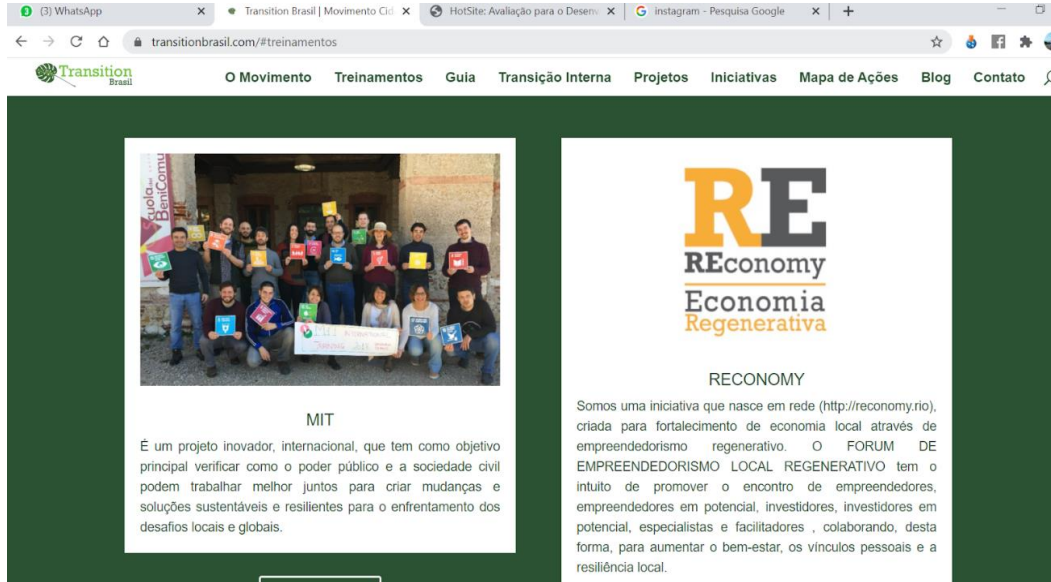 (3) WhatsApp
Transition Brasil | Movimento Cid
HotSite: Avaliação para o Desenv
instagram - Pesquisa Google
transitionbrasil.com/#treinamentos
Transition
Brasil
O Movimento Treinamentos Guia Transição Interna Projetos Iniciativas Mapa de Ações Blog Contato
BeniComu
RE
REconomy
Economia
Regenerativa
MIT
É um projeto inovador, internacional, que tem como objetivo
principal verificar como o poder público e a sociedade civil
podem trabalhar melhor juntos para criar mudanças e
soluções sustentáveis e resilientes para o enfrentamento dos
desafios locais e globais.
RECONOMY
Somos uma iniciativa que nasce em rede (http://reconomy.rio),
criada para fortalecimento de economia local através de
empreendedorismo regenerativo. O FORUM DE
EMPREENDEDORISMO LOCAL REGENERATIVO tem o
intuito de promover o encontro de empreendedores,
empreendedores em potencial, investidores, investidores em
potencial, especialistas e facilitadores , colaborando, desta
forma, para aumentar o bem-estar, os vínculos pessoais e a
resiliência local.